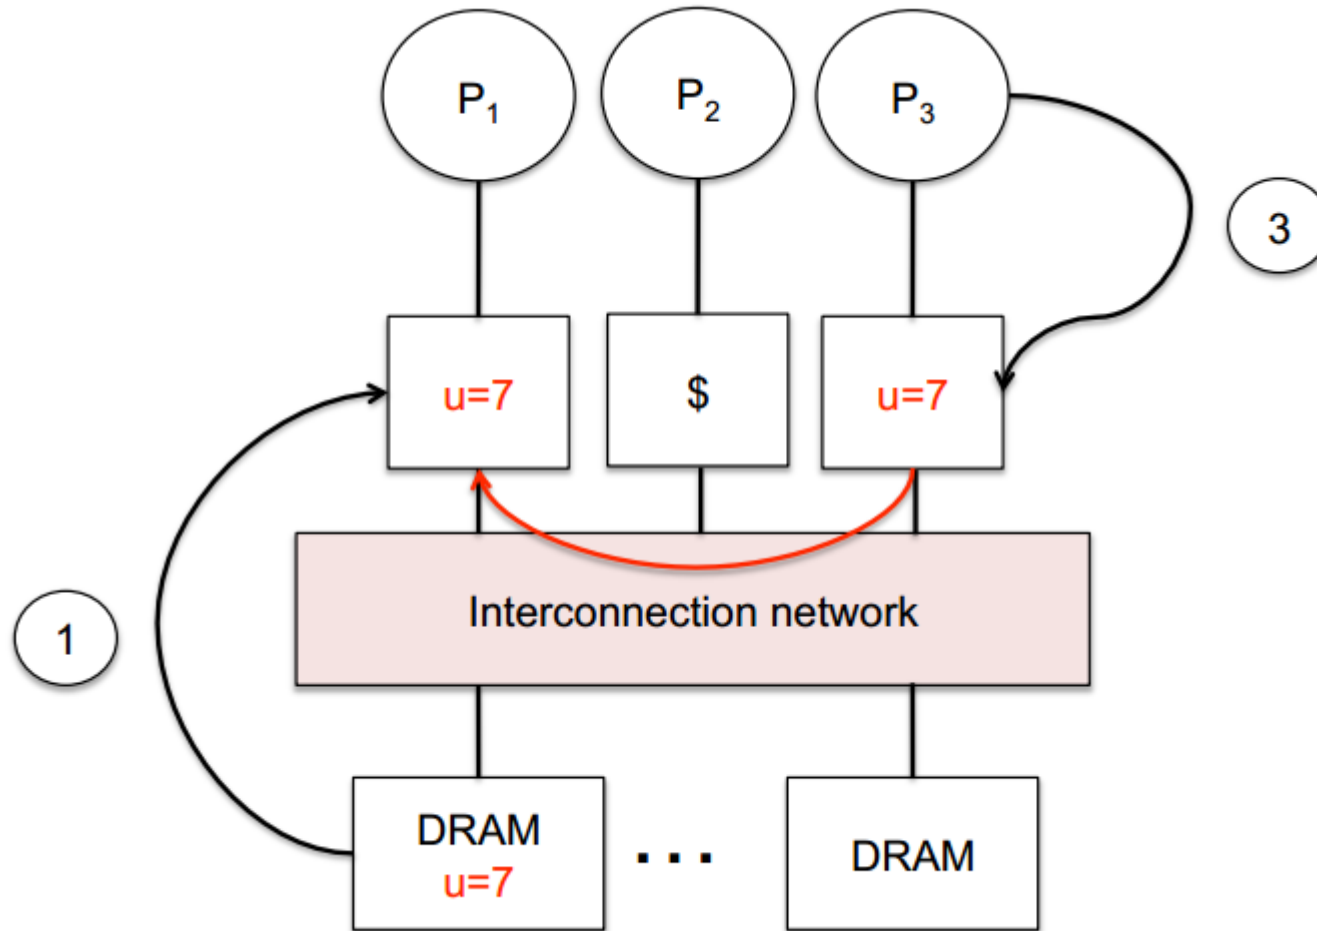 P₁
P₂
P₃
3
u=7
$
u=7
Interconnection network
1
DRAM
u=7
...
DRAM